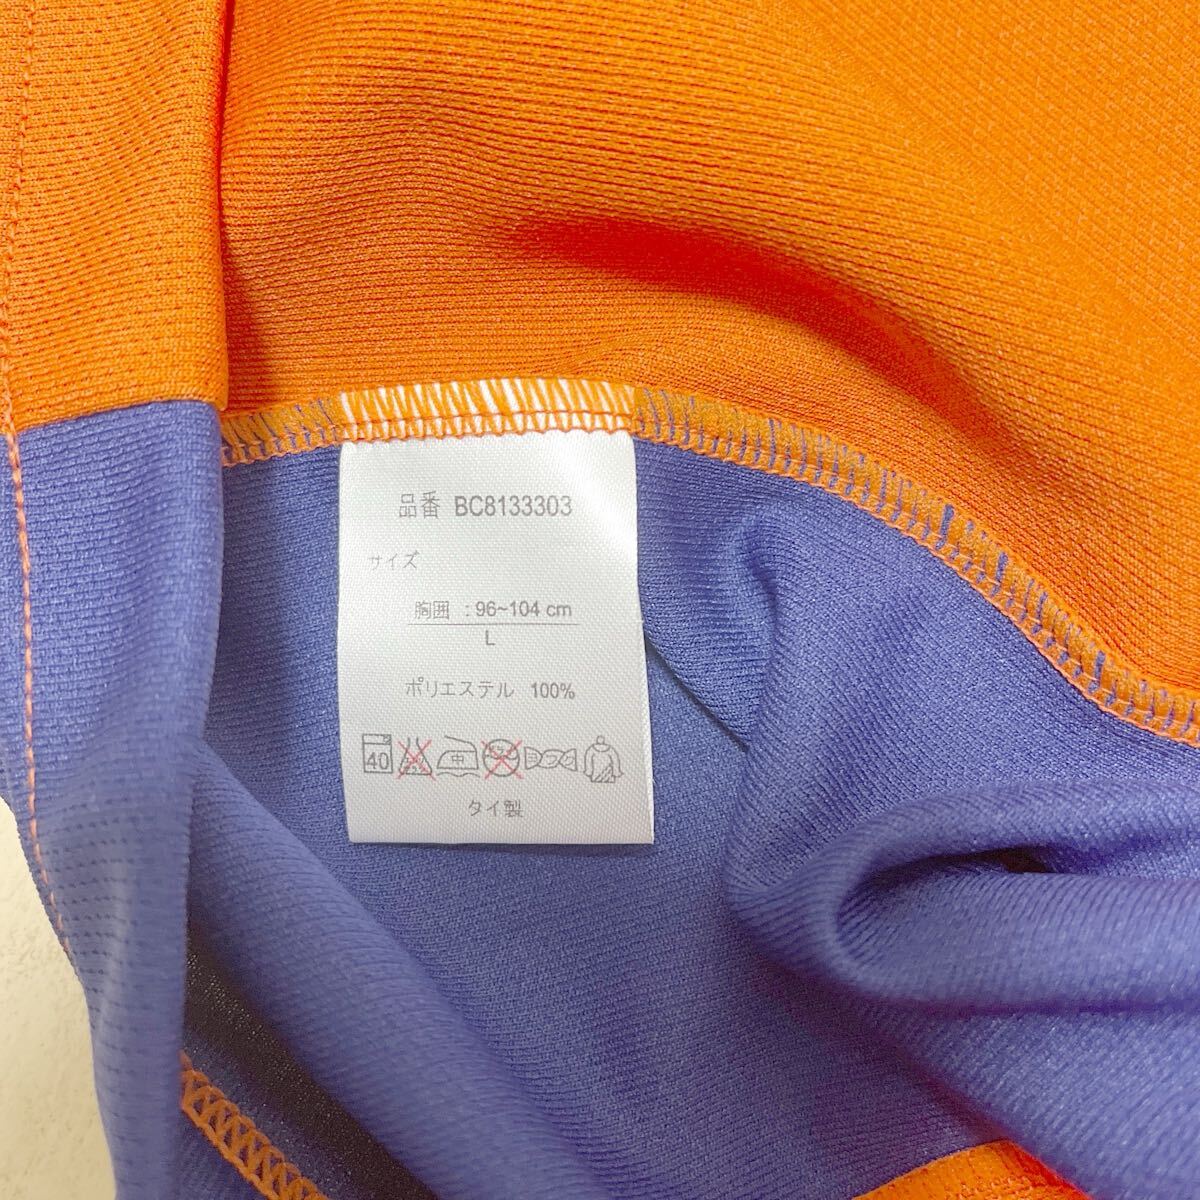 品番 BC8133303
サイズ
胸囲 : 96~104 cm
L
ポリエステル 100%
40 中
タイ製